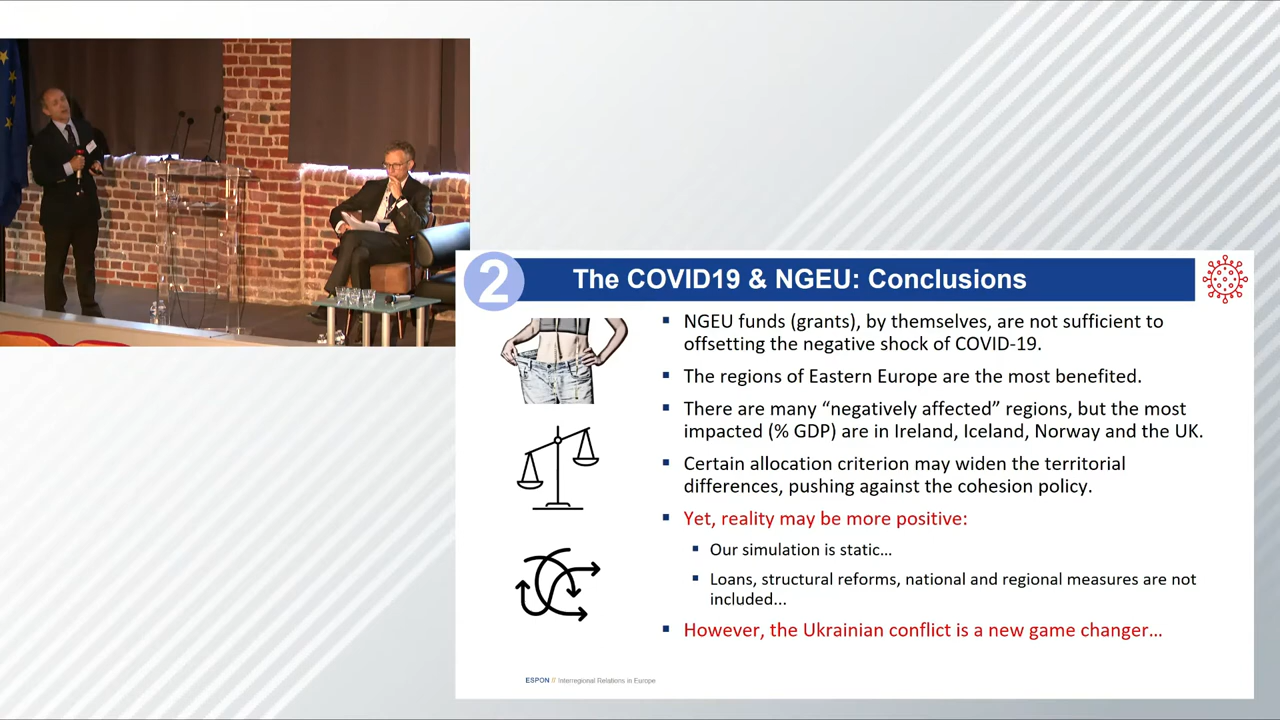 2
The COVID19 & NGEU: Conclusions
▪ NGEU funds (grants), by themselves, are not sufficient to
offsetting the negative shock of COVID-19.
▪ The regions of Eastern Europe are the most benefited.
▪ There are many “negatively affected” regions, but the most
impacted (% GDP) are in Ireland, Iceland, Norway and the UK.
▪ Certain allocation criterion may widen the territorial
differences, pushing against the cohesion policy.
▪ Yet, reality may be more positive:
▪ Our simulation is static…
▪ Loans, structural reforms, national and regional measures are not
included...
▪ However, the Ukrainian conflict is a new game changer…
ESPON // Interregional Relations in Europe